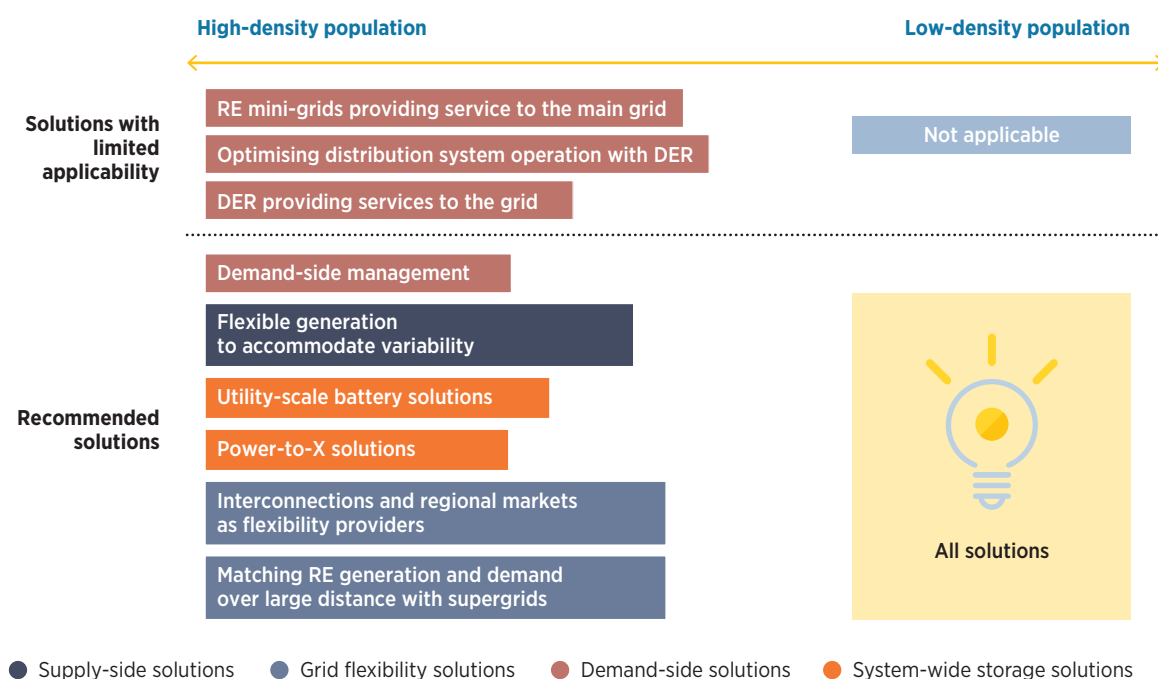 High-density population
Low-density population
Solutions with
limited
applicability
RE mini-grids providing service to the main grid
Optimising distribution system operation with DER
DER providing services to the grid
Not applicable
Recommended
solutions
Demand-side management
Flexible generation
to accommodate variability
Utility-scale battery solutions
Power-to-X solutions
Interconnections and regional markets
as flexibility providers
Matching RE generation and demand
over large distance with supergrids
All solutions
Supply-side solutions
Grid flexibility solutions
Demand-side solutions
System-wide storage solutions